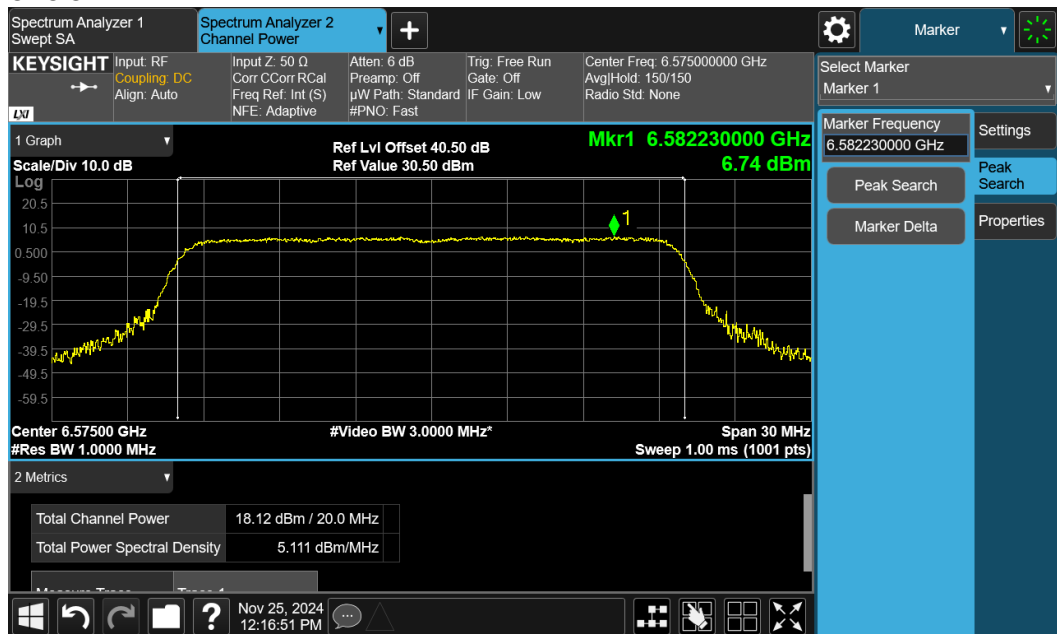 Spectrum Analyzer 1
Swept SA
Spectrum Analyzer 2
Channel Power
+
Marker
KEYSIGHT
LXI
Input: RF
Coupling: DC
Align: Auto
Input Z: 50 Ω
Corr CCorr RCal
Freq Ref: Int (S)
NFE: Adaptive
Atten: 6 dB
Preamp: Off
µW Path: Standard
#PNO: Fast
Trig: Free Run
Gate: Off
IF Gain: Low
Center Freq: 6.575000000 GHz
Avg|Hold: 150/150
Radio Std: None
Select Marker
Marker 1
Marker Frequency
6.582230000 GHz
Peak Search
Marker Delta
Settings
Peak
Search
Properties
1 Graph
Scale/Div 10.0 dB
Log
Ref Lvl Offset 40.50 dB
Ref Value 30.50 dBm
Mkr1 6.582230000 GHz
6.74 dBm
20.5
10.5
0.500
-9.50
-19.5
-29.5
-39.5
-49.5
-59.5
1
Center 6.57500 GHz
#Res BW 1.0000 MHz
#Video BW 3.0000 MHz*
Span 30 MHz
Sweep 1.00 ms (1001 pts)
2 Metrics
Total Channel Power 18.12 dBm / 20.0 MHz
Total Power Spectral Density 5.111 dBm/MHz
Measure Trace Trace 1
?
Nov 25, 2024
12:16:51 PM